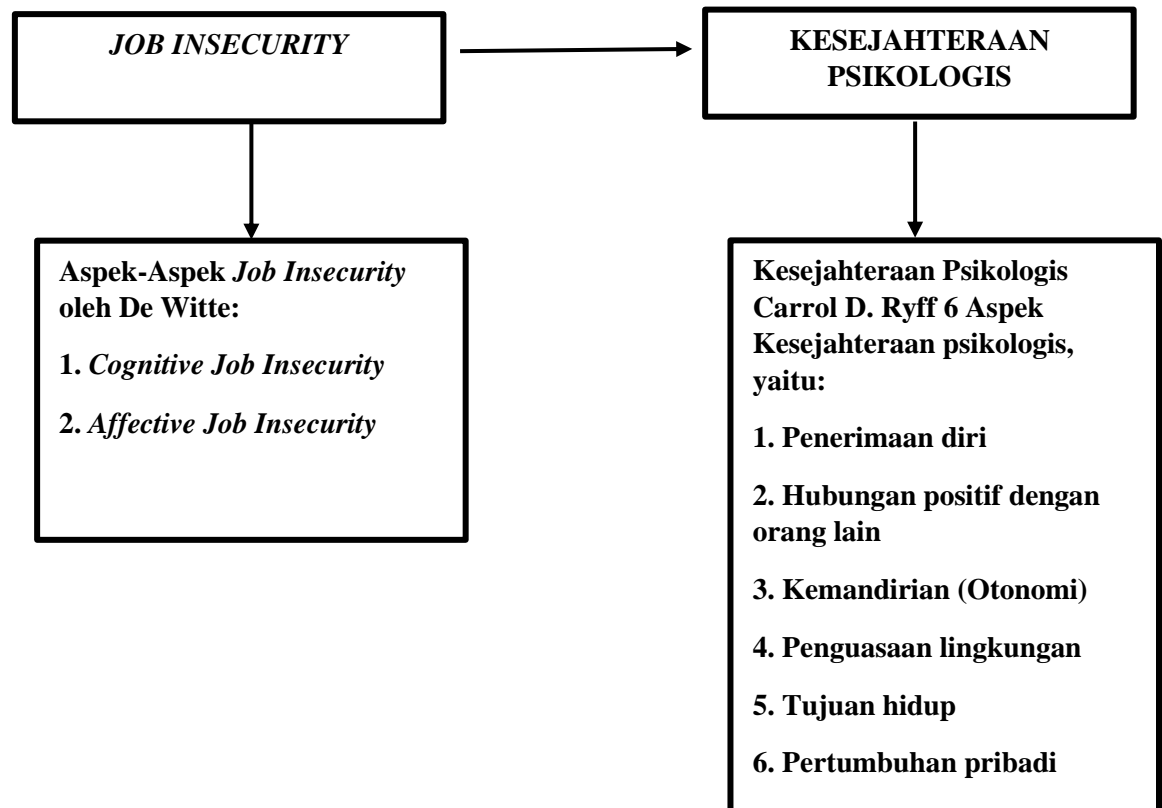 JOB INSECURITY
KESEJAHTERAAN
PSIKOLOGIS
Aspek-Aspek Job Insecurity
oleh De Witte:
1. Cognitive Job Insecurity
2. Affective Job Insecurity
Kesejahteraan Psikologis
Carrol D. Ryff 6 Aspek
Kesejahteraan psikologis,
yaitu:
1. Penerimaan diri
2. Hubungan positif dengan
orang lain
3. Kemandirian (Otonomi)
4. Penguasaan lingkungan
5. Tujuan hidup
6. Pertumbuhan pribadi